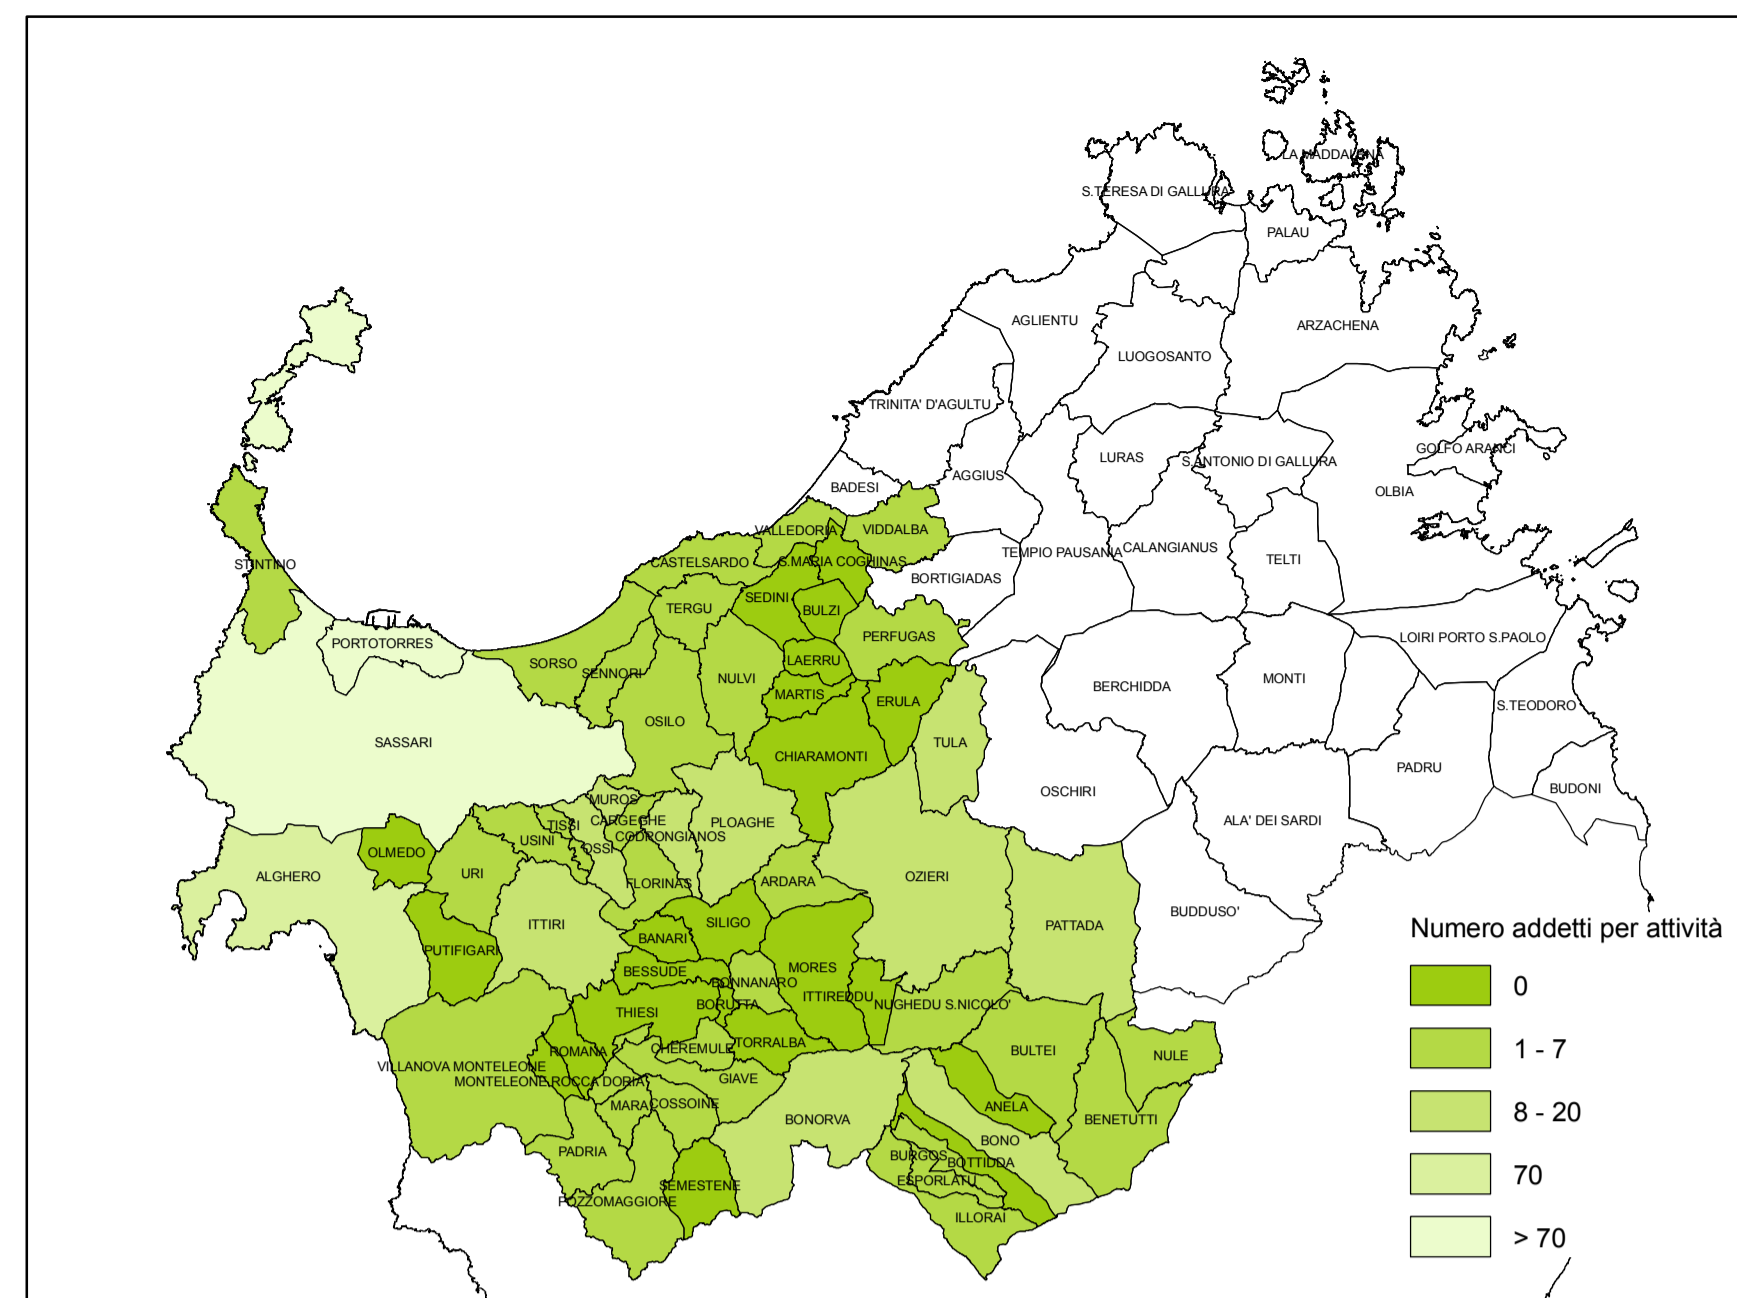 LA MADDALENA
S.TERESA DI GALLURA
PALAU
AGLIENTU
ARZACHENA
LUOGOSANTO
TRINITA' D'AGULTU
GOLFO ARANCI
LURAS
S.ANTONIO DI GALLURA
AGGIUS
BADESI
OLBIA
VALLEDORIA
VIDDALBA
TEMPIO PAUSANIA
CALANGIANUS
TELTI
STINTINO
CASTELSARDO
S.MARIA COGHINAS
BORTIGIADAS
SEDINI
TERGU
BULZI
PERFUGAS
LOIRI PORTO S.PAOLO
PORTOTORRES
SORSO
SENNORI
LAERRU
NULVI
MONTI
BERCHIDDA
MARTIS
ERULA
S.TEODORO
OSILO
SASSARI
TULA
CHIARAMONTI
PADRU
BUDONI
OSCHIRI
MUROS
CARGEGHE
PLOAGHE
ALA' DEI SARDI
TISSI
CODRONGIANOS
USINI
OSSI
OLMEDO
URI
ALGHERO
FLORINAS
ARDARA
OZIERI
BUDDUSO'
ITTIRI
SILIGO
PATTADA
BANARI
PUTIFIGARI
BESSUDE
MORES
BONNANARO
ITTIREDDU
BORUTTA
NUGHEDU S.NICOLO'
THIESI
TORRALBA
CHEREMULE
ROMANA
BULTEI
NULE
VILLANOVA MONTELEONE
MONTELEONE ROCCA DORIA
GIAVE
MARA
COSSOINE
ANELA
BONORVA
BENETUTTI
BONO
PADRIA
BURGOS
BOTTIDDA
ESPORLATU
SEMESTENE
POZZOMAGGIORE
ILLORAI
Numero addetti per attività
0
1 - 7
8 - 20
70
> 70